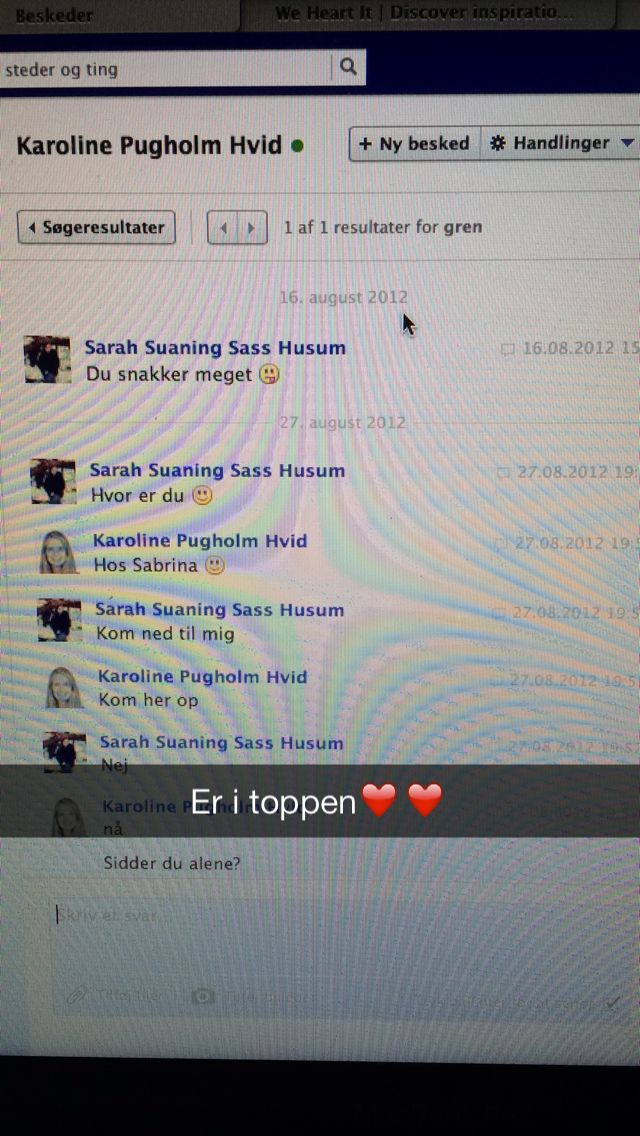 Beskeder
We Heart It | Discover inspiratio...
steder og ting
Karoline Pugholm Hvid
+ Ny besked
Handlinger
Søgeresultater
1 af 1 resultater for gren
16. august 2012
Sarah Suaning Sass Husum
16.08.2012 15
Du snakker meget
27. august 2012
Sarah Suaning Sass Husum
27.08.2012 19:
Hvor er du
Karoline Pugholm Hvid
27.08.2012 19:5
Hos Sabrina
Sarah Suaning Sass Husum
27.08.2012 19:5
Kom ned til mig
Karoline Pugholm Hvid
27.08.2012 19:5
Kom her op
Sarah Suaning Sass Husum
27.08.2012 19:5
Nej
Er i toppen❤❤
Karoline Pugholm Hvid
nå
Sidder du alene?
Skriv et svar...
Tilføj filer